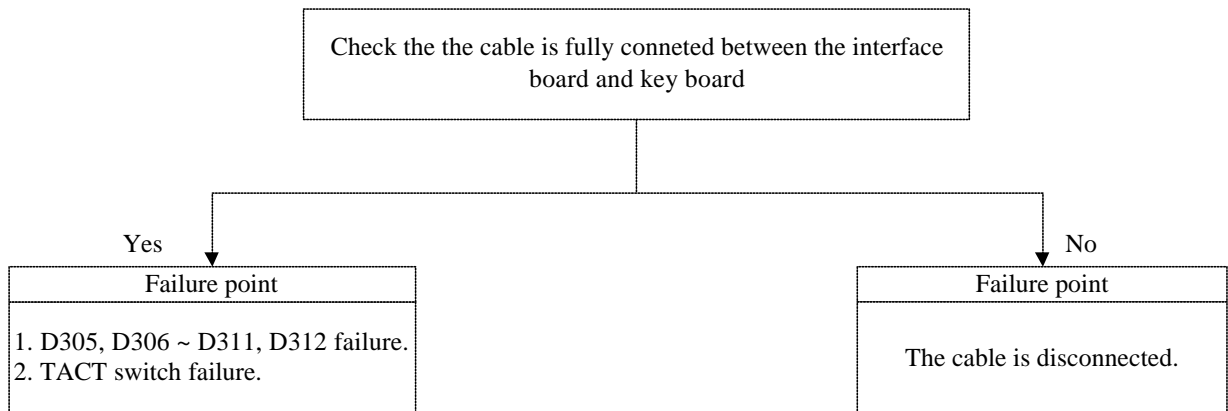 Check the the cable is fully conneted between the interface
board and key board
Yes
No
Failure point
1. D305, D306 ~ D311, D312 failure.
2. TACT switch failure.
Failure point
The cable is disconnected.